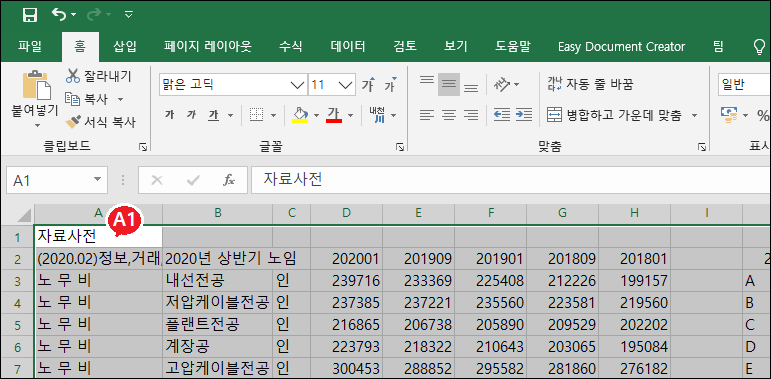 파일 홈 삽입 페이지 레이아웃 수식 데이터 검토 보기 도움말 Easy Document Creator 팀
붙여넣기 잘라내기 맑은 고딕 11 가 가 자동 줄 바꿈 일반
복사
서식 복사 가 가 가 가 내천 川 병합하고 가운데 맞춤 %
클립보드 글꼴 맞춤 표시
A1 fx 자료사전
A B C D E F G H I
A1
1 자료사전
2 (2020.02)정보,거래, 2020년 상반기 노임 202001 201909 201901 201809 201801 2
3 노 무 비 내선전공 인 239716 233369 225408 212226 199157 A
4 노 무 비 저압케이블전공 인 237385 237221 235560 223581 219560 B
5 노 무 비 플랜트전공 인 216865 206738 205890 209529 202202 C
6 노 무 비 계장공 인 223793 218322 210643 203065 195084 D
7 노 무 비 고압케이블전공 인 300453 288852 295582 281860 276182 E